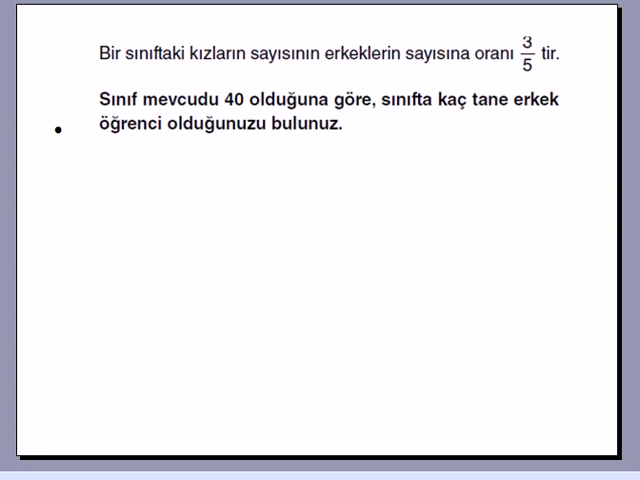 Bir sınıftaki kızların sayısının erkeklerin sayısına oranı 3/5 tir.
Sınıf mevcudu 40 olduğuna göre, sınıfta kaç tane erkek
• öğrenci olduğunuzu bulunuz.